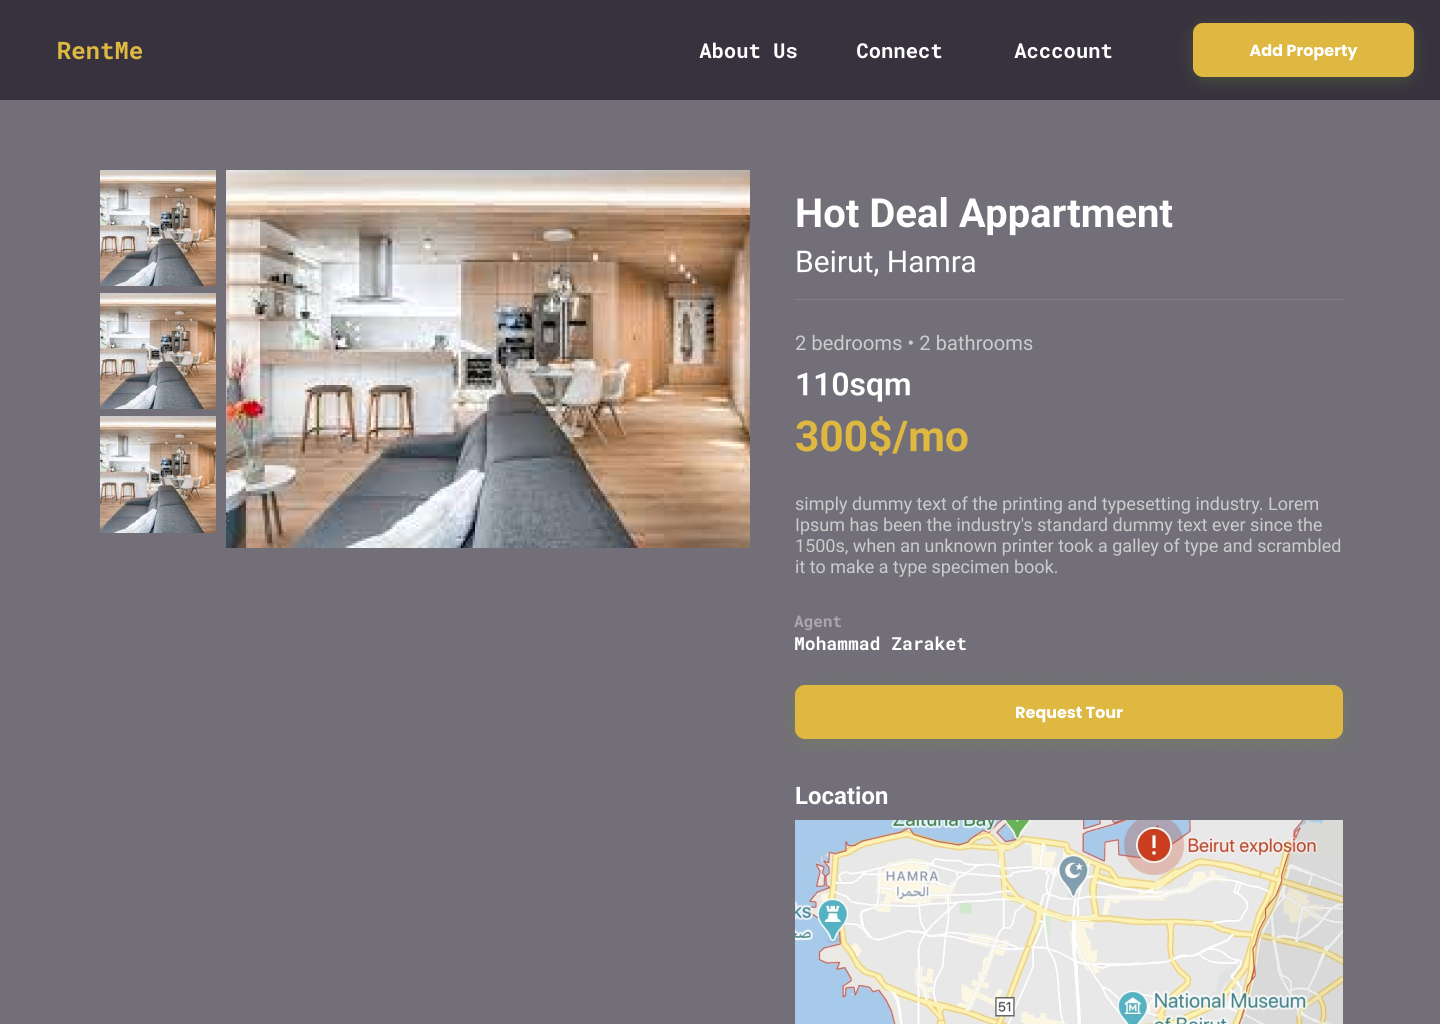 RentMe
About Us
Connect
Acccount
Add Property
Hot Deal Appartment
Beirut, Hamra
2 bedrooms • 2 bathrooms
110sqm
300$/mo
simply dummy text of the printing and typesetting industry. Lorem
Ipsum has been the industry's standard dummy text ever since the
1500s, when an unknown printer took a galley of type and scrambled
it to make a type specimen book.
Agent
Mohammad Zaraket
Request Tour
Location
Zaituna Bay
Beirut explosion
HAMRA
الحمرا
51
National Museum
of Beirut